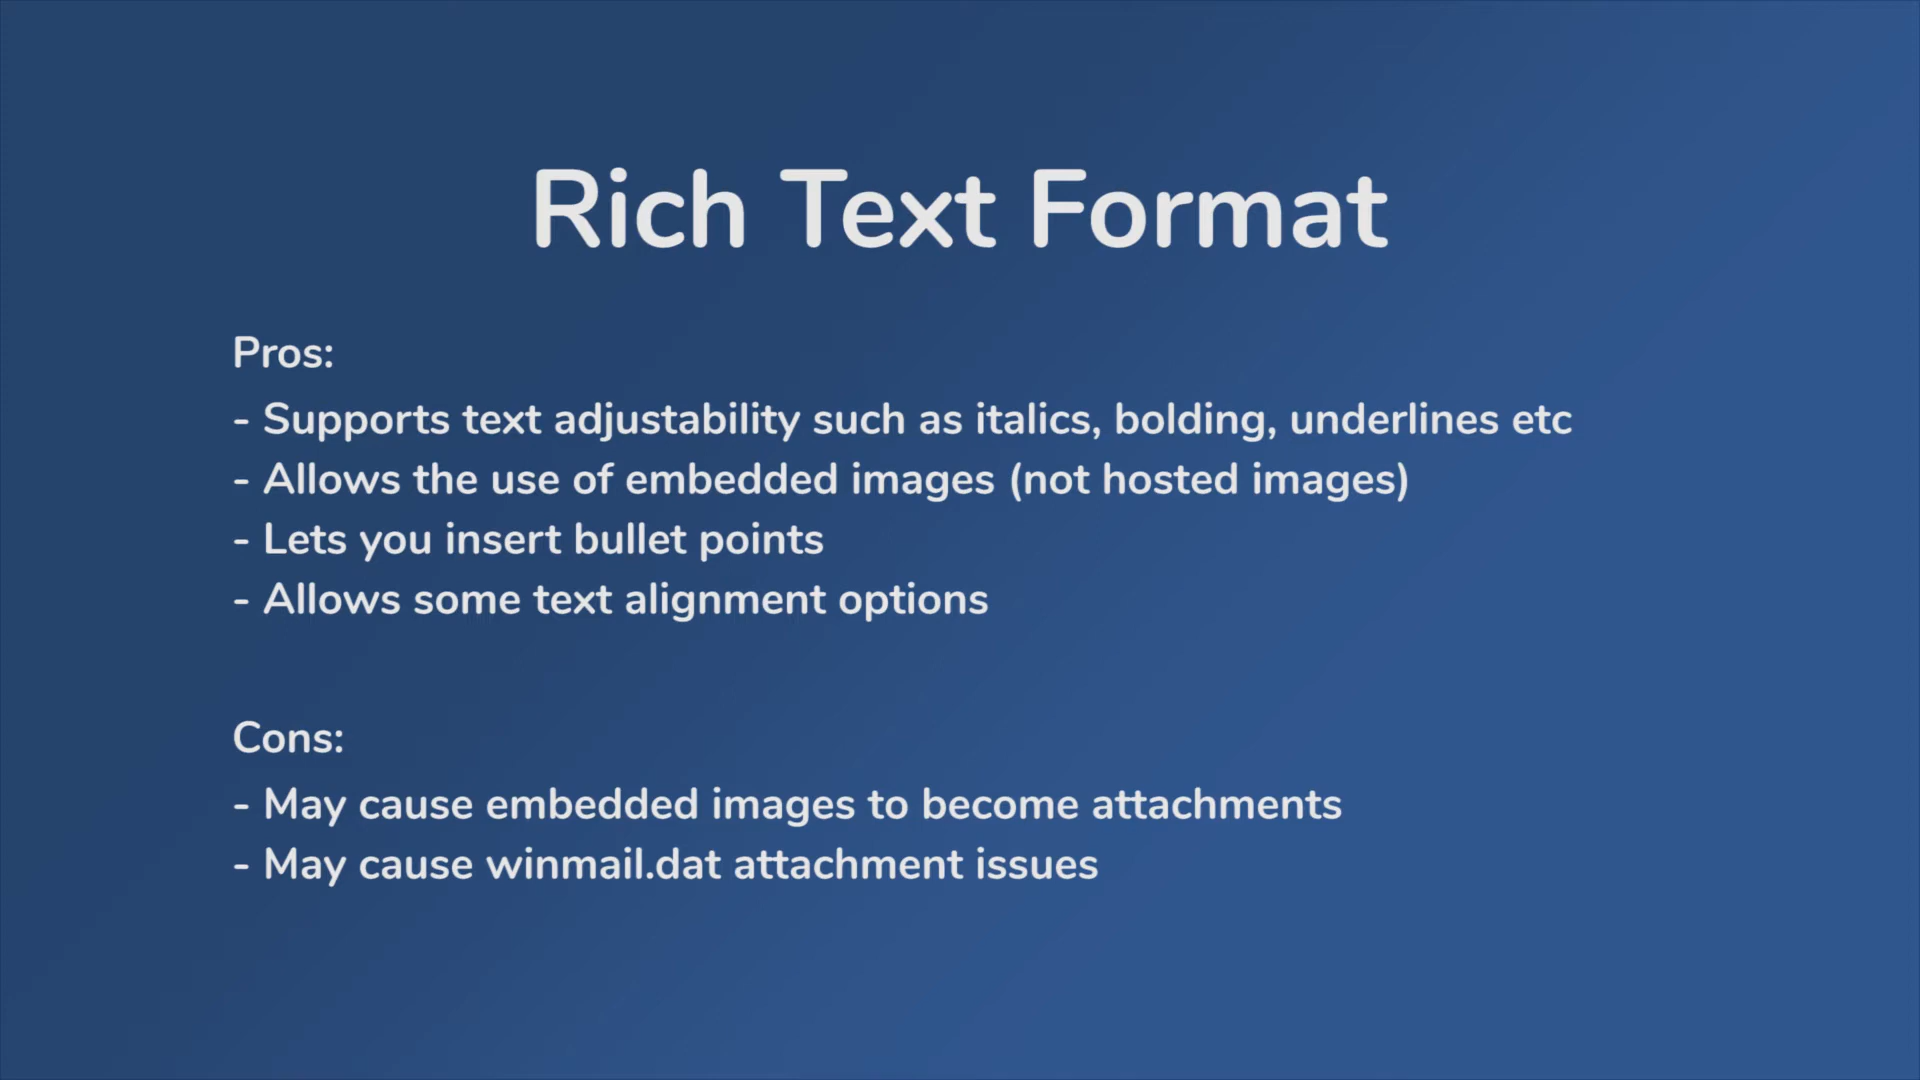 Rich Text Format
Pros:
- Supports text adjustability such as italics, bolding, underlines etc
- Allows the use of embedded images (not hosted images)
- Lets you insert bullet points
- Allows some text alignment options
Cons:
- May cause embedded images to become attachments
- May cause winmail.dat attachment issues